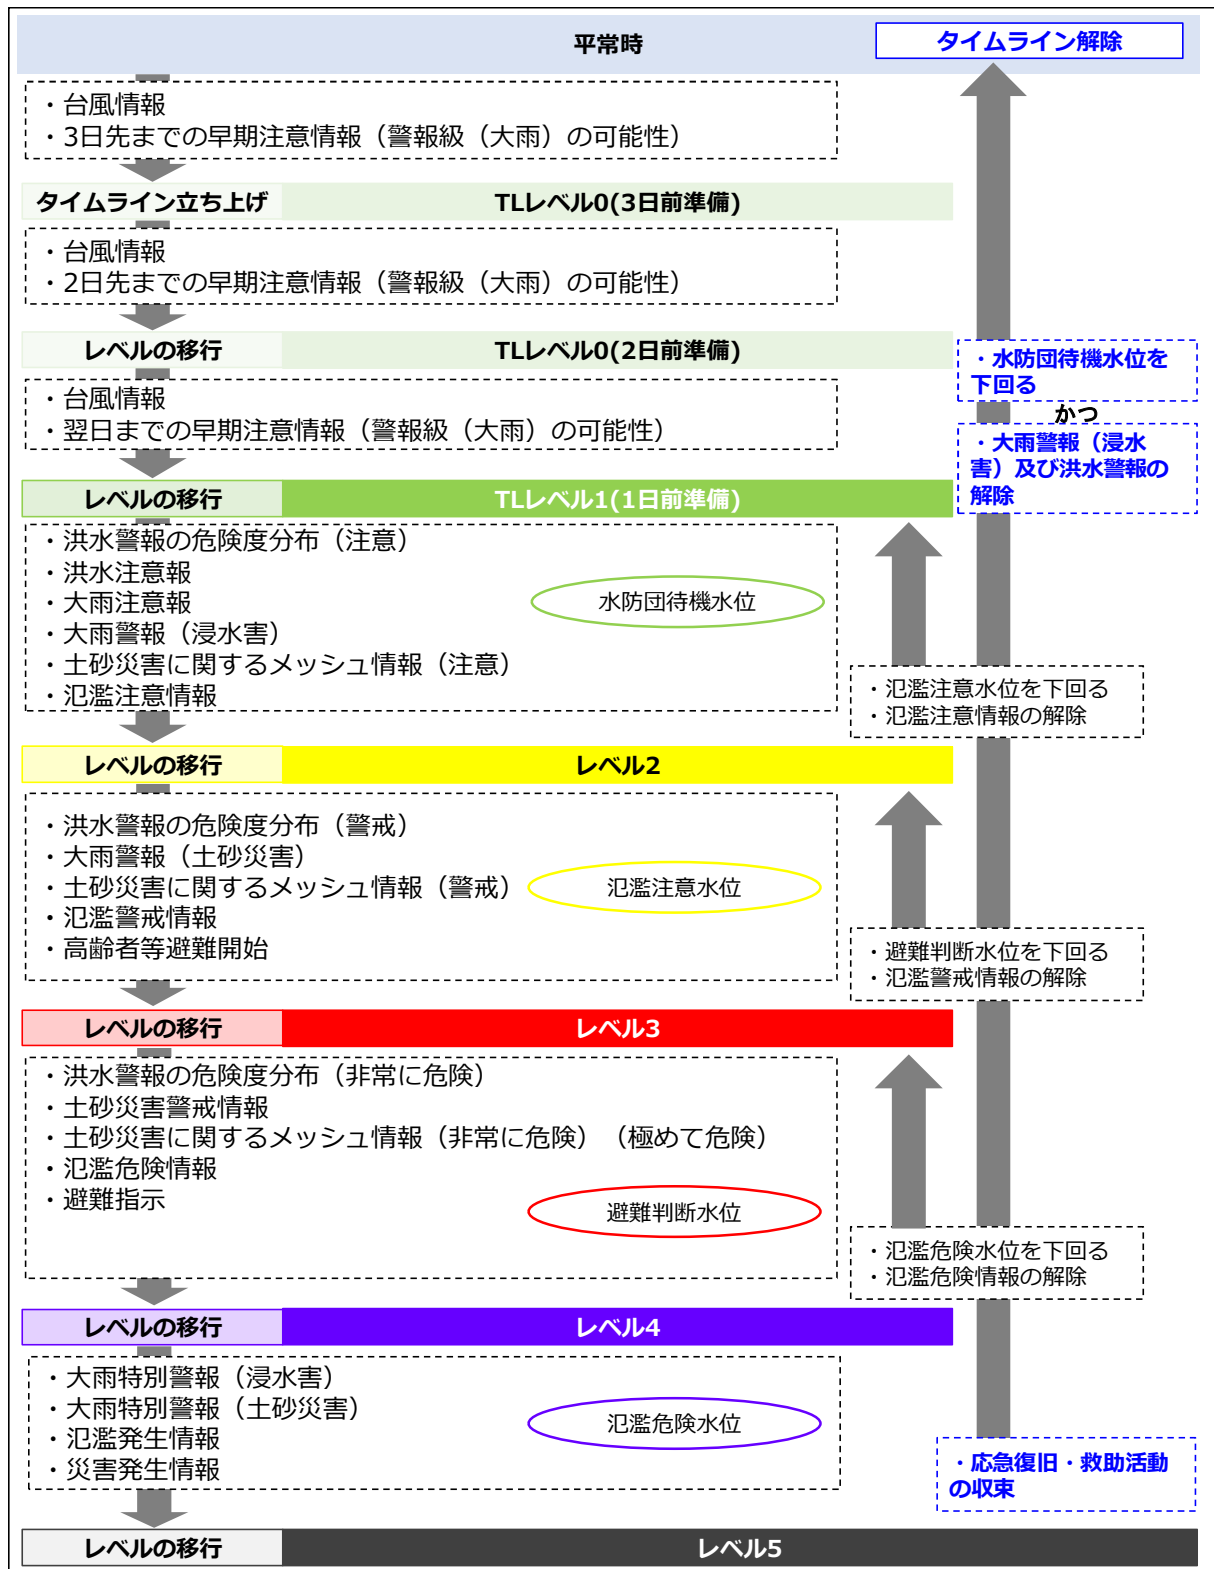 平常時
タイムライン解除
・台風情報
・3日先までの早期注意情報（警報級（大雨）の可能性）
タイムライン立ち上げ
TLレベル0(3日前準備)
・台風情報
・2日先までの早期注意情報（警報級（大雨）の可能性）
レベルの移行
TLレベル0(2日前準備)
・水防団待機水位を
下回る
かつ
・大雨警報（浸水
害）及び洪水警報の
解除
・台風情報
・翌日までの早期注意情報（警報級（大雨）の可能性）
レベルの移行
TLレベル1(1日前準備)
・洪水警報の危険度分布（注意）
・洪水注意報
・大雨注意報
・大雨警報（浸水害）
・土砂災害に関するメッシュ情報（注意）
・氾濫注意情報
水防団待機水位
・氾濫注意水位を下回る
・氾濫注意情報の解除
レベルの移行
レベル2
・洪水警報の危険度分布（警戒）
・大雨警報（土砂災害）
・土砂災害に関するメッシュ情報（警戒）
・氾濫警戒情報
・高齢者等避難開始
氾濫注意水位
・避難判断水位を下回る
・氾濫警戒情報の解除
レベルの移行
レベル3
・洪水警報の危険度分布（非常に危険）
・土砂災害警戒情報
・土砂災害に関するメッシュ情報（非常に危険）（極めて危険）
・氾濫危険情報
・避難指示
避難判断水位
・氾濫危険水位を下回る
・氾濫危険情報の解除
レベルの移行
レベル4
・大雨特別警報（浸水害）
・大雨特別警報（土砂災害）
・氾濫発生情報
・災害発生情報
氾濫危険水位
・応急復旧・救助活動
の収束
レベルの移行
レベル5